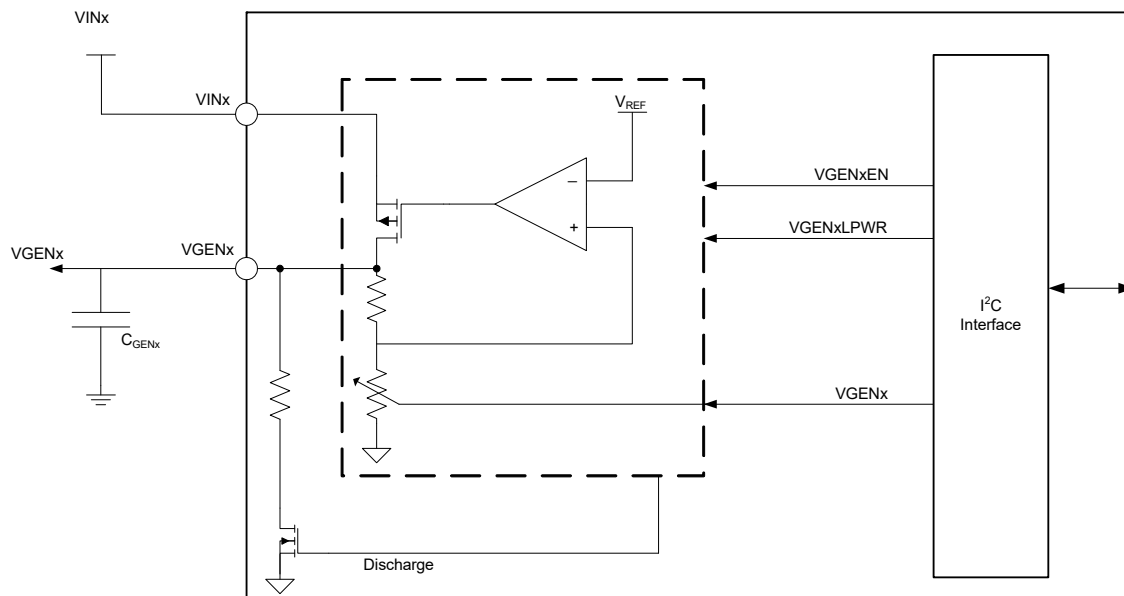 VINx
VINx
VREF
−
+
VGENxEN
VGENxLPWR
VGENx
VGENx
CGENx
I²C
Interface
VGENx
Discharge